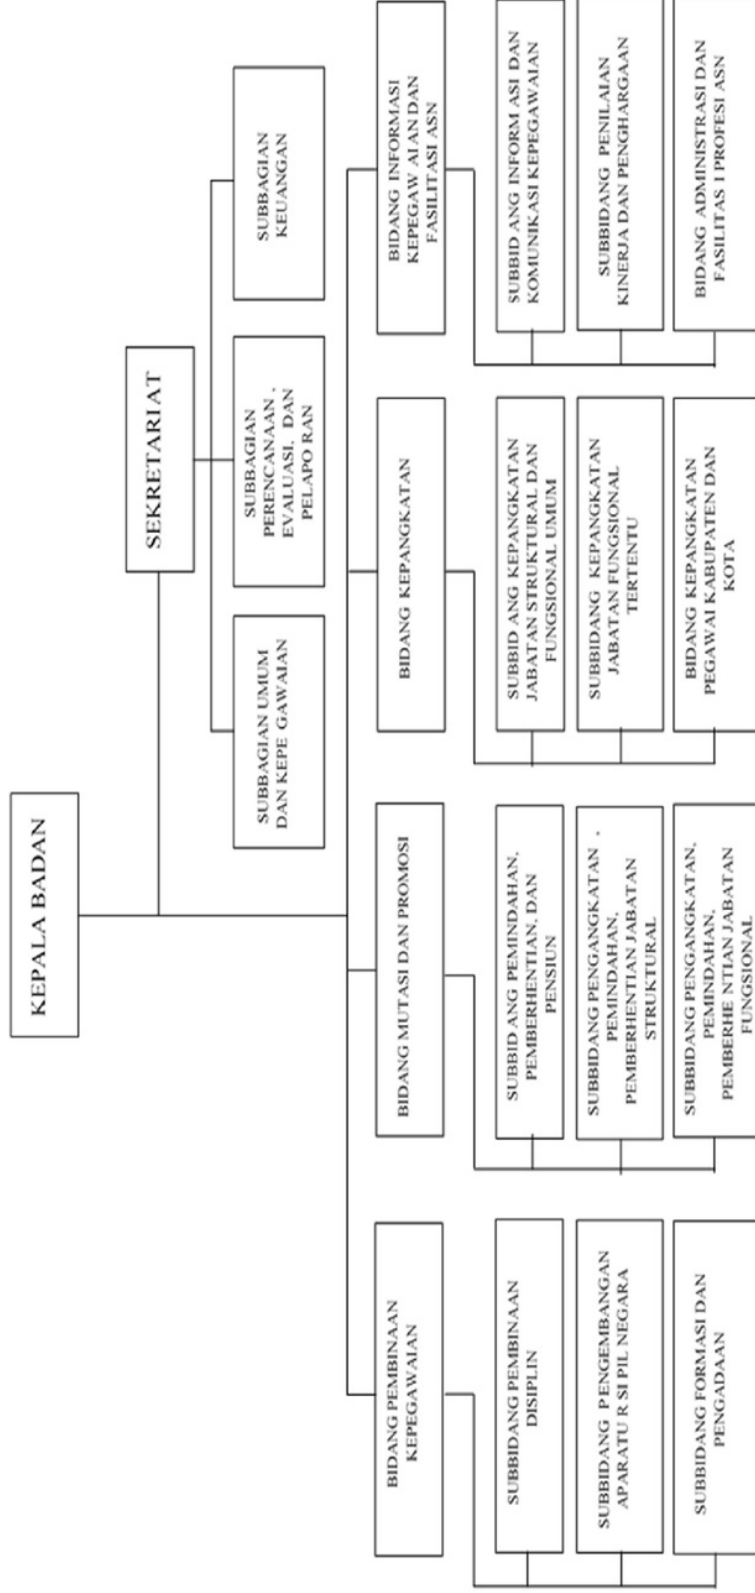 KEPALA BADAN
SEKRETARIAT
SUBBAGIAN UMUM
DAN KEPE GAWAIAN
SUBBAGIAN
PERENCANAAN ,
EVALUASI, DAN
PELAPO RAN
SUBBAGIAN
KEUANGAN
BIDANG PEMBINAAN
KEPEGAWAIAN
SUBBIDANG PEMBINAAN
DISIPLIN
SUBBIDANG P ENGEMBANGAN
APARATU R SI PIL NEGARA
SUBBIDANG FORMASI DAN
PENGADAAN
BIDANG MUTASI DAN PROMOSI
SUBBID ANG PEMINDAHAN,
PEMBERHENTIAN, DAN
PENSIUN
SUBBIDANG PENGANGKATAN ,
PEMINDAHAN,
PEMBERHENTIAN JABATAN
STRUKTURAL
SUBBIDANG PENGANGKATAN,
PEMINDAHAN,
PEMBERHE NTIAN JABATAN
FUNGSIONAL
BIDANG KEPANGKATAN
SUBBID ANG KEPANGKATAN
JABATAN STRUKTURAL DAN
FUNGSIONAL UMUM
SUBBIDANG KEPANGKATAN
JABATAN FUNGSIONAL
TERTENTU
BIDANG KEPANGKATAN
PEGAWAI KABUPATEN DAN
KOTA
BIDANG INFORMASI
KEPEGAW AI AN DAN
FASILITASI ASN
SUBBID ANG INFORM ASI DAN
KOMUNIKASI KEPEGAWAIAN
SUBBIDANG PENILAIAN
KINERJA DAN PENGHARGAAN
BIDANG ADMINISTRASI DAN
FASILITAS I PROFESI ASN